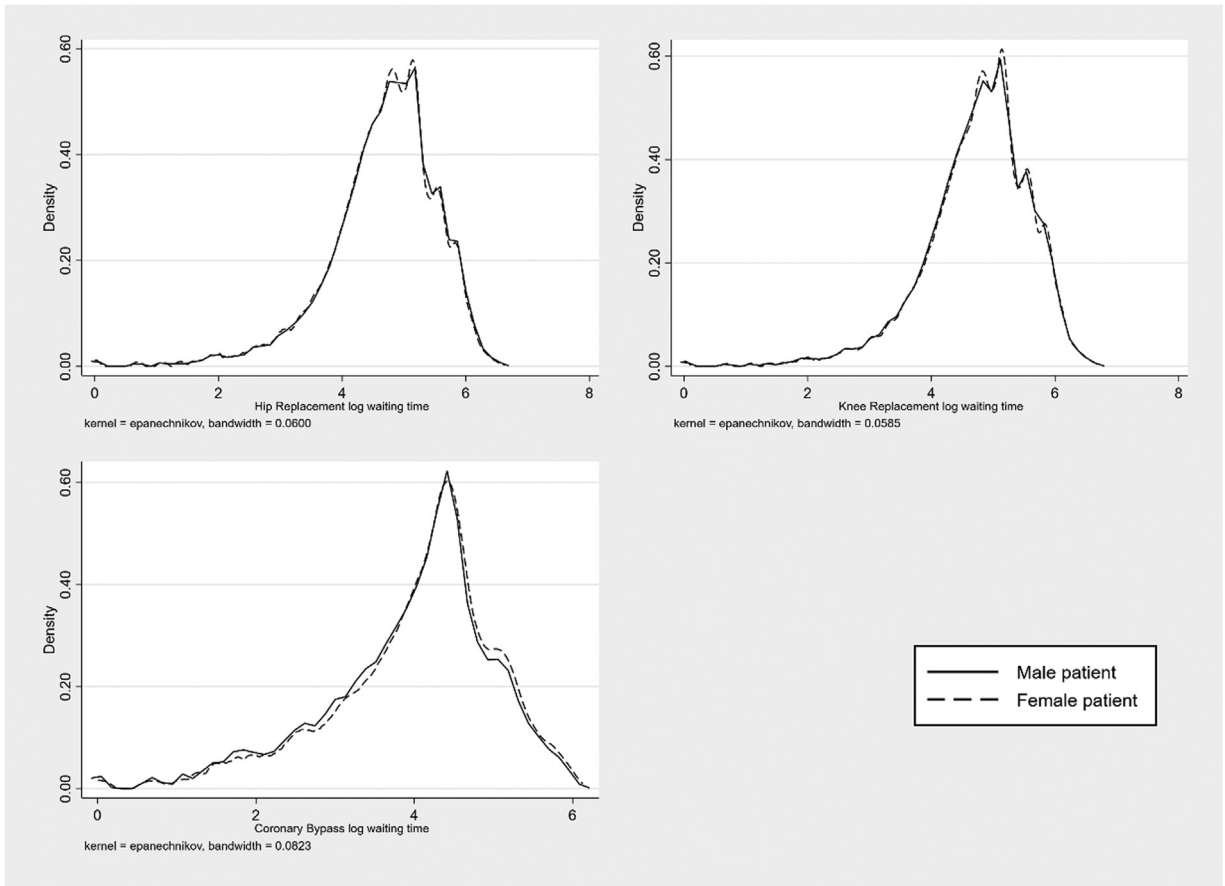 0.60
0.40
0.20
0.00
Density
0 2 4 6 8
Hip Replacement log waiting time
kernel = epanechnikov, bandwidth = 0.0600
0.60
0.40
0.20
0.00
Density
0 2 4 6 8
Knee Replacement log waiting time
kernel = epanechnikov, bandwidth = 0.0585
0.60
0.40
0.20
0.00
Density
0 2 4 6
Coronary Bypass log waiting time
kernel = epanechnikov, bandwidth = 0.0823
Male patient
Female patient